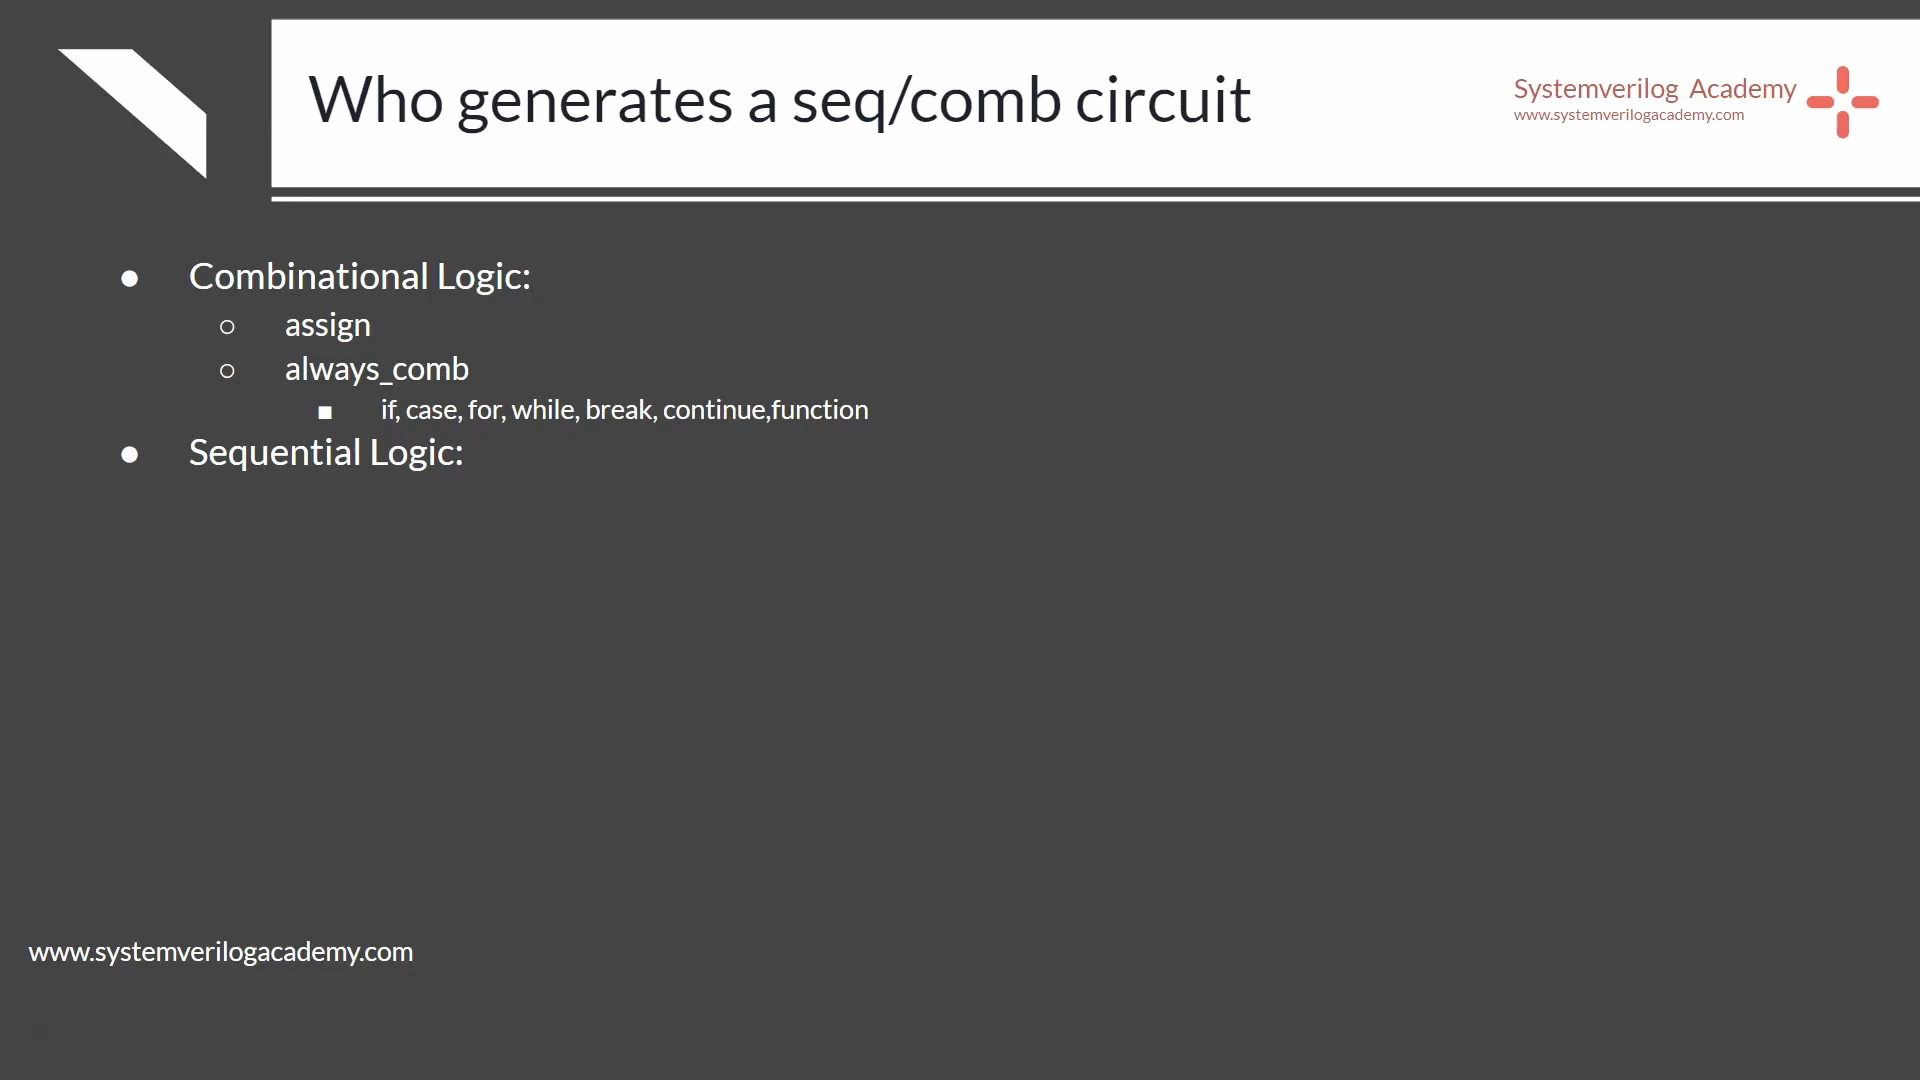 Who generates a seq/comb circuit
Systemverilog Academy
www.systemverilogacademy.com
● Combinational Logic:
○ assign
○ always_comb
■ if, case, for, while, break, continue,function
● Sequential Logic:
www.systemverilogacademy.com